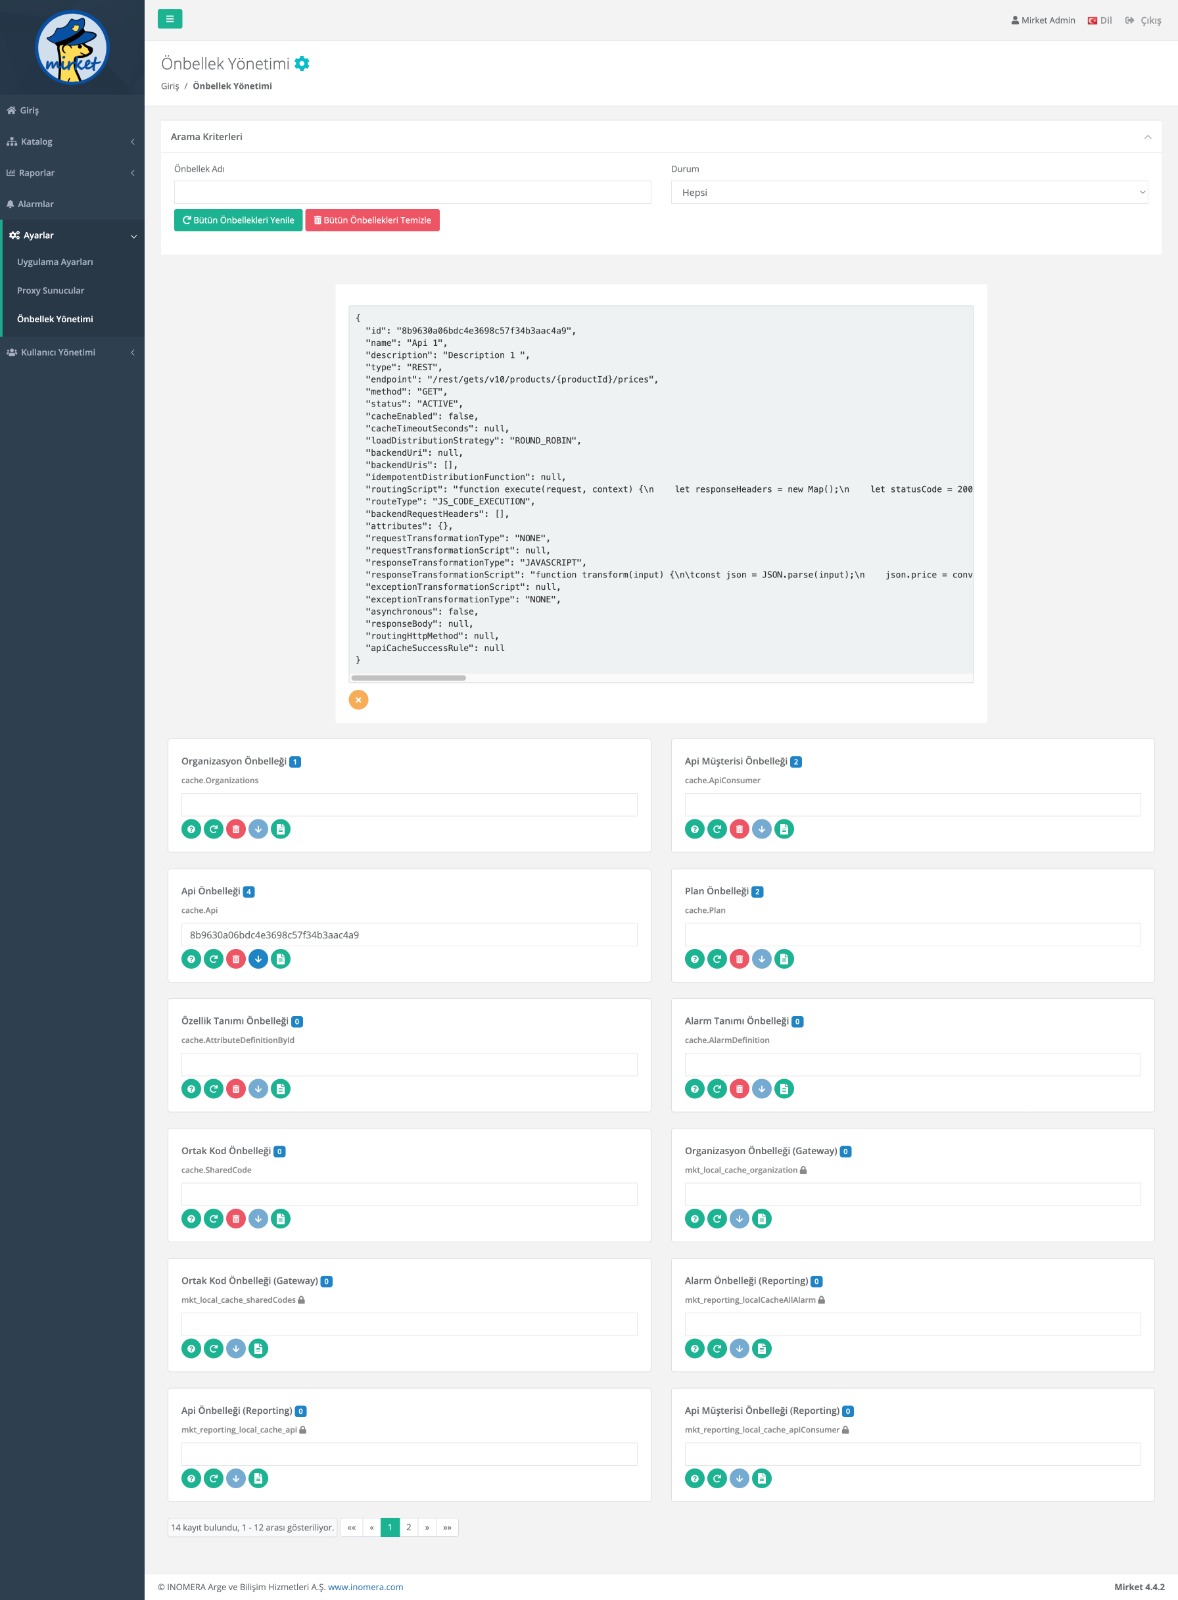 mirket
Mirket Admin
Dil
Çıkış
Önbellek Yönetimi
Giriş / Önbellek Yönetimi
Giriş
Katalog
Raporlar
Alarmlar
Ayarlar
Uygulama Ayarları
Proxy Sunucular
Önbellek Yönetimi
Kullanıcı Yönetimi
Arama Kriterleri
Önbellek Adı
Durum
Hepsi
Bütün Önbellekleri Yenile
Bütün Önbellekleri Temizle
{
"id": "8b9630a06bdc4e3698c57f34b3aac4a9",
"name": "Api 1",
"description": "Description 1 ",
"type": "REST",
"endpoint": "/rest/gets/v10/products/{productId}/prices",
"method": "GET",
"status": "ACTIVE",
"cacheEnabled": false,
"cacheTimeoutSeconds": null,
"loadDistributionStrategy": "ROUND_ROBIN",
"backendUri": null,
"backendUris": [],
"idempotentDistributionFunction": null,
"routingScript": "function execute(request, context) {\n    let responseHeaders = new Map();\n    let statusCode = 200
"routeType": "JS_CODE_EXECUTION",
"backendRequestHeaders": [],
"attributes": {},
"requestTransformationType": "NONE",
"requestTransformationScript": null,
"responseTransformationType": "JAVASCRIPT",
"responseTransformationScript": "function transform(input) {\n\tconst json = JSON.parse(input);\n    json.price = conv
"exceptionTransformationScript": null,
"exceptionTransformationType": "NONE",
"asynchronous": false,
"responseBody": null,
"routingHttpMethod": null,
"apiCacheSuccessRule": null
}
Organizasyon Önbelleği 1
cache.Organizations
Api Müşterisi Önbelleği 2
cache.ApiConsumer
Api Önbelleği 4
cache.Api
8b9630a06bdc4e3698c57f34b3aac4a9
Plan Önbelleği 2
cache.Plan
Özellik Tanımı Önbelleği 0
cache.AttributeDefinitionById
Alarm Tanımı Önbelleği 0
cache.AlarmDefinition
Ortak Kod Önbelleği 0
cache.SharedCode
Organizasyon Önbelleği (Gateway) 0
mkt_local_cache_organization
Ortak Kod Önbelleği (Gateway) 0
mkt_local_cache_sharedCodes
Alarm Önbelleği (Reporting) 0
mkt_reporting_localCacheAllAlarm
Api Önbelleği (Reporting) 0
mkt_reporting_local_cache_api
Api Müşterisi Önbelleği (Reporting) 0
mkt_reporting_local_cache_apiConsumer
14 kayıt bulundu, 1 - 12 arası gösteriliyor.
«« « 1 2 » »»
© INOMERA Arge ve Bilişim Hizmetleri A.Ş. www.inomera.com
Mirket 4.4.2